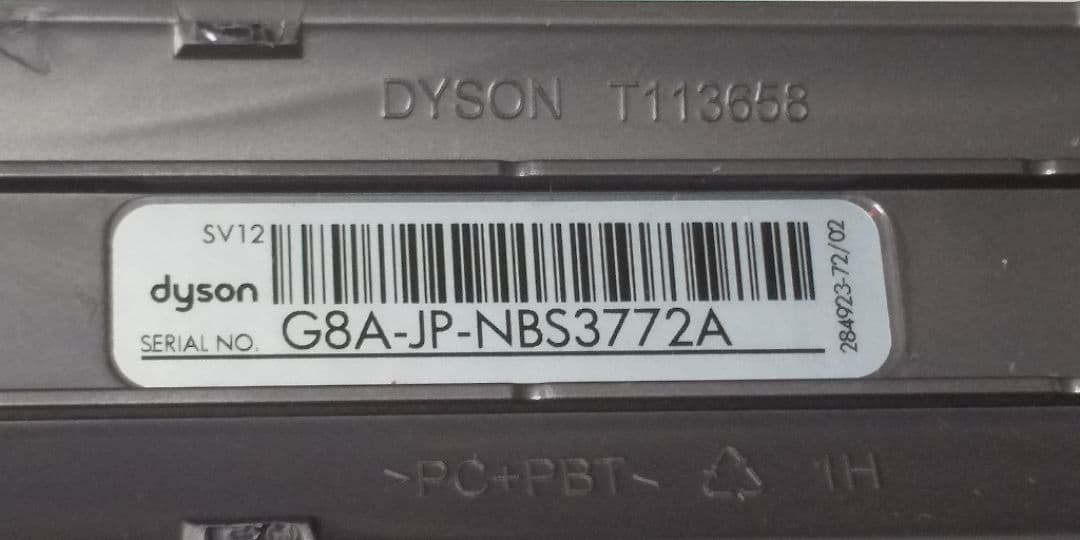 DYSON T113658
SV12
dyson
SERIAL NO. G8A-JP-NBS3772A
284923-72/02
>PC+PBT< 1H